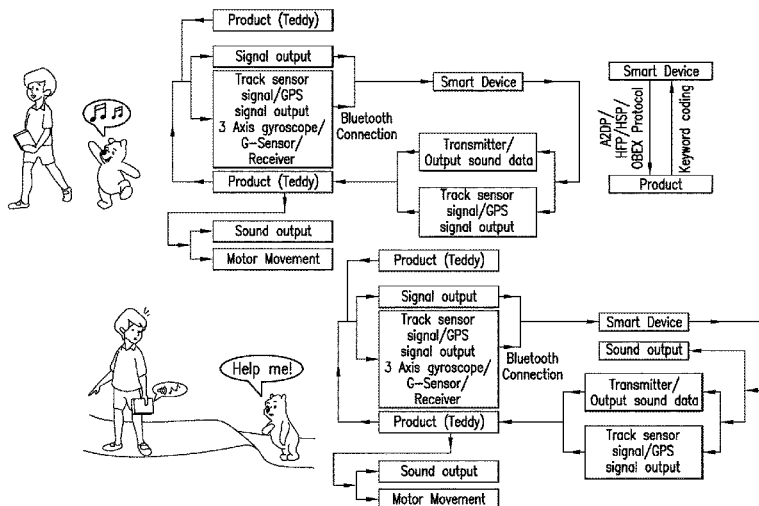 Product (Teddy)
Signal output
Track sensor
signal/GPS
signal output
3 Axis gyroscope/
G-Sensor/
Receiver
Bluetooth
Connection
Smart Device
Transmitter/
Output sound data
Track sensor
signal/GPS
signal output
Product (Teddy)
Sound output
Motor Movement
Smart Device
A2DP/
HFP/HSP/
OBEX Protocol
Keyword coding
Product
Help me!
Product (Teddy)
Signal output
Track sensor
signal/GPS
signal output
3 Axis gyroscope/
G-Sensor/
Receiver
Bluetooth
Connection
Smart Device
Sound output
Transmitter/
Output sound data
Track sensor
signal/GPS
signal output
Product (Teddy)
Sound output
Motor Movement